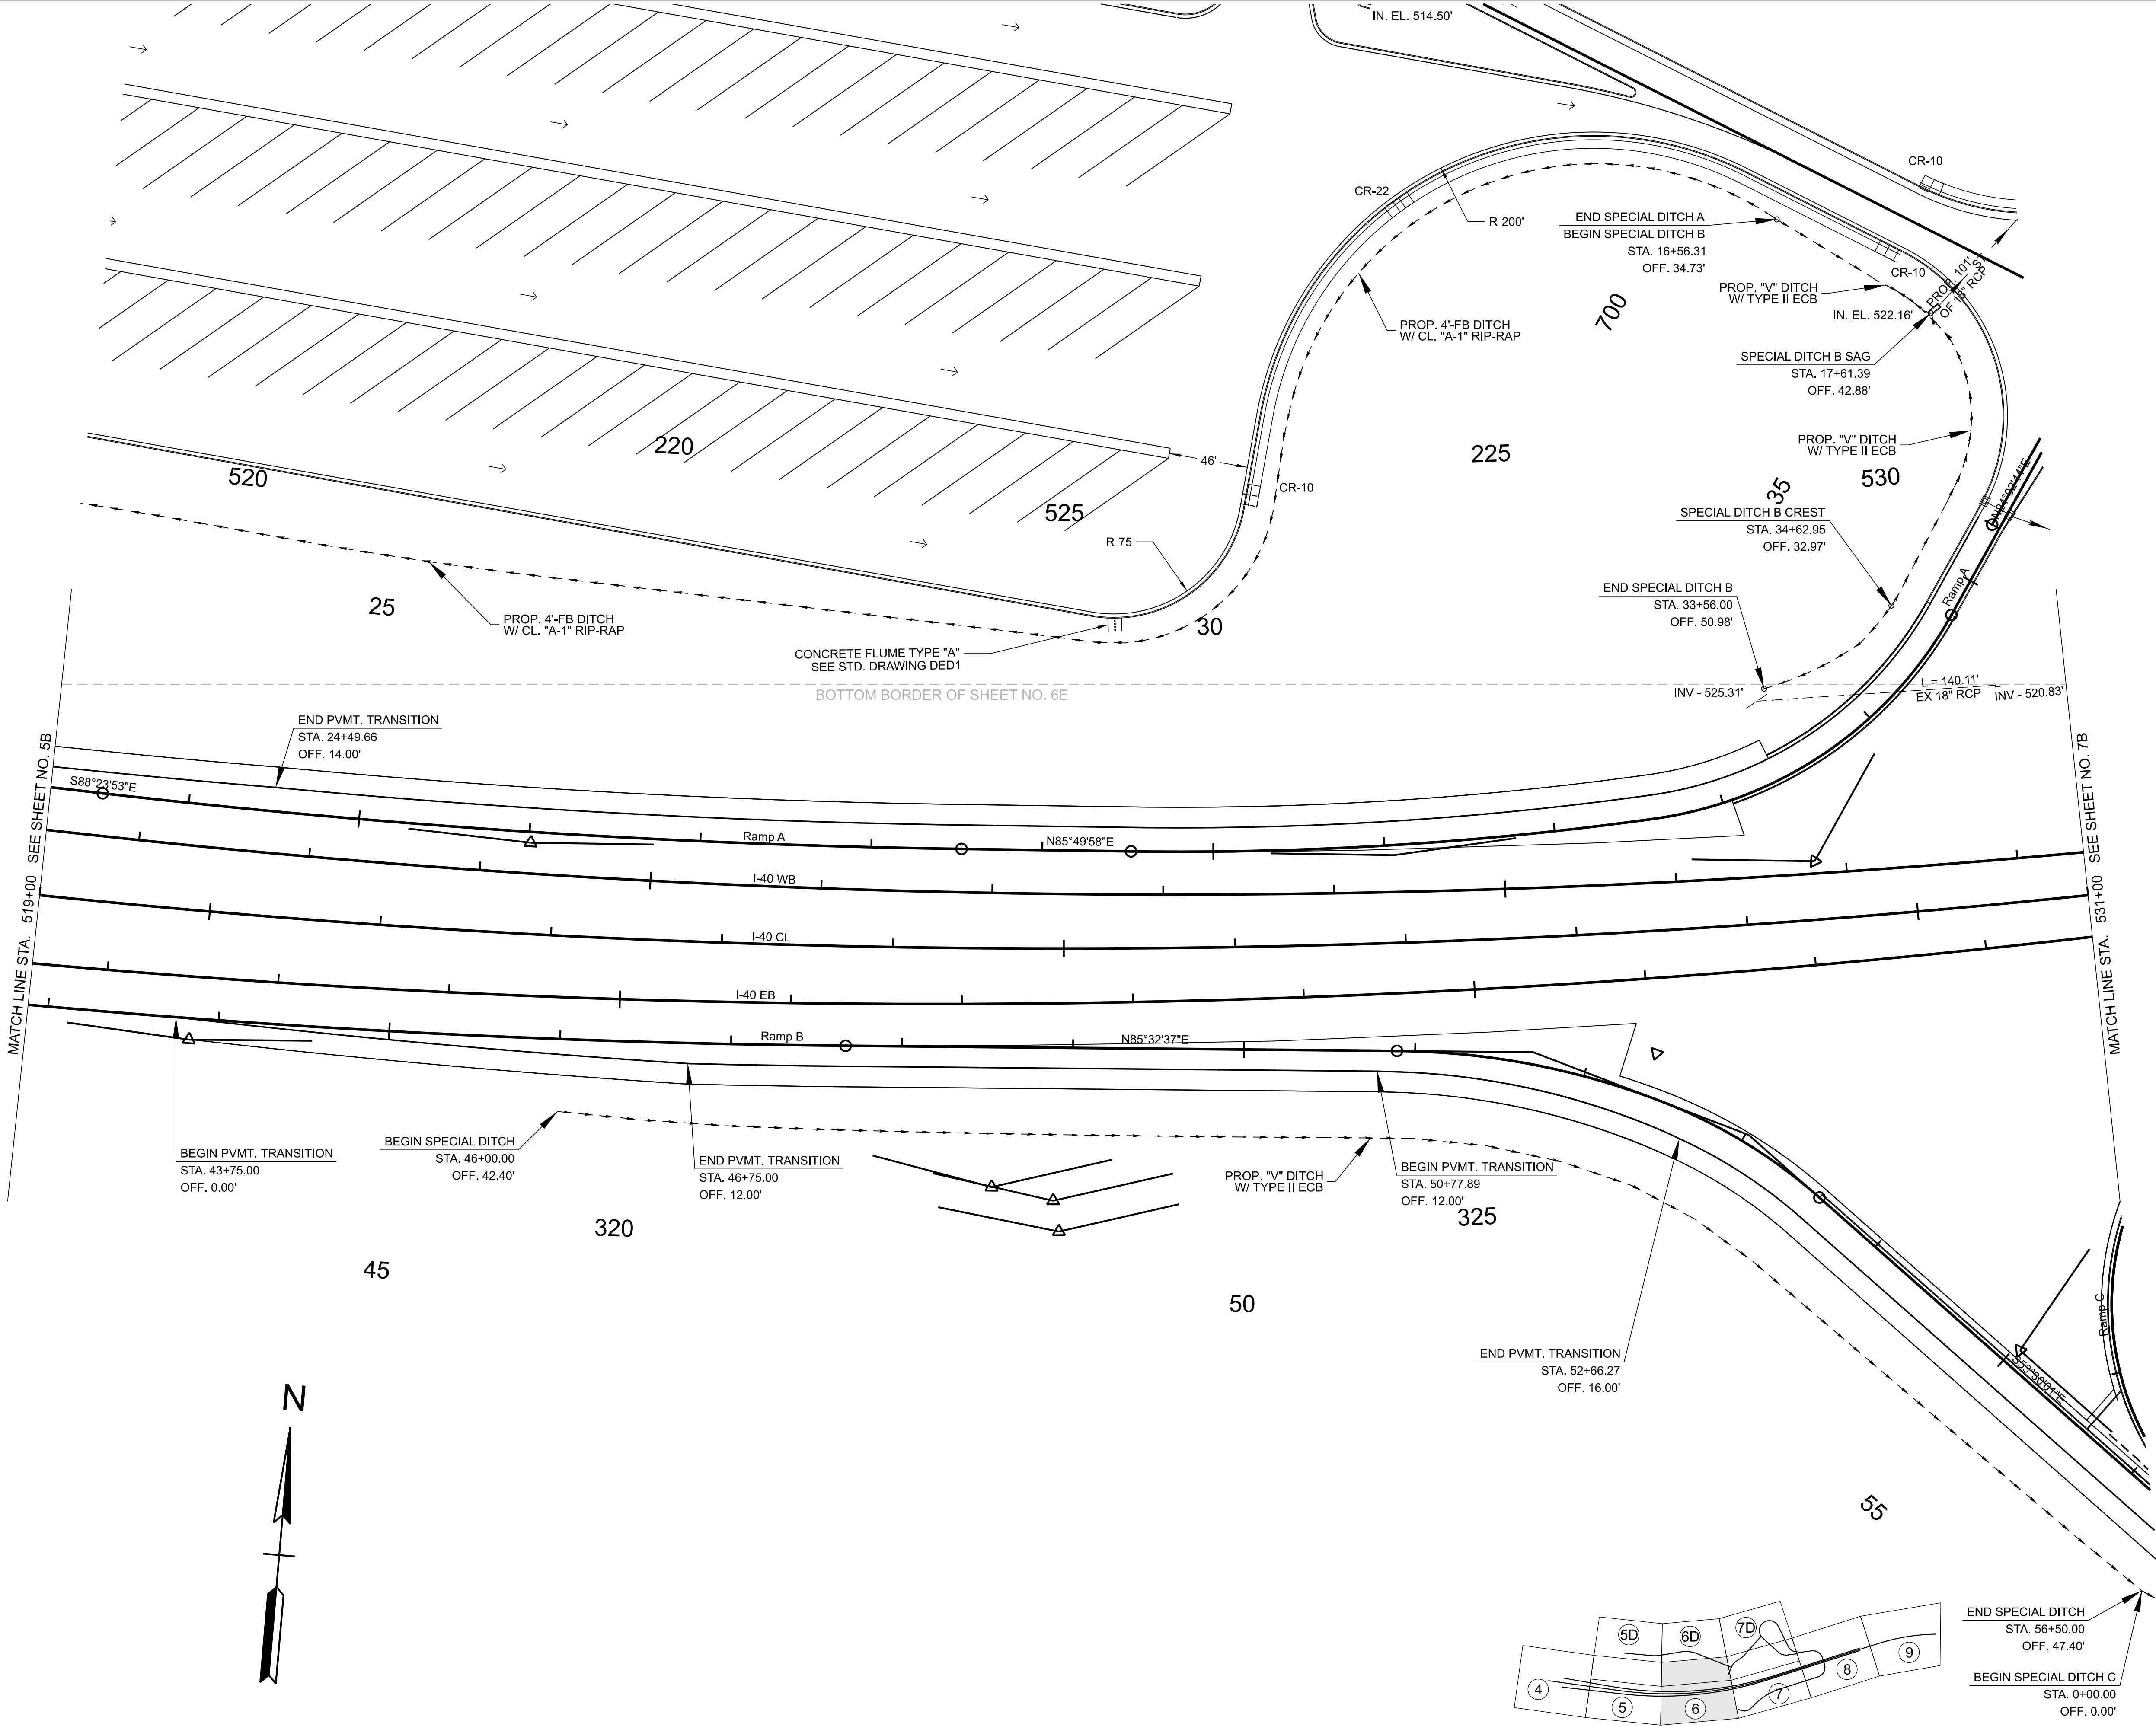 IN. EL. 514.50'
CR-10
CR-22
R 200'
END SPECIAL DITCH A
BEGIN SPECIAL DITCH B
STA. 16+56.31
OFF. 34.73'
CR-10
PROP. 101'
OF 18" RCP
PROP. "V" DITCH
W/ TYPE II ECB
IN. EL. 522.16'
PROP. 4'-FB DITCH
W/ CL. "A-1" RIP-RAP
700
SPECIAL DITCH B SAG
STA. 17+61.39
OFF. 42.88'
PROP. "V" DITCH
W/ TYPE II ECB
220
225
46'
520
530
CR-10
35
N24°02'44"E
525
SPECIAL DITCH B CREST
STA. 34+62.95
OFF. 32.97'
R 75
END SPECIAL DITCH B
STA. 33+56.00
OFF. 50.98'
Ramp A
25
PROP. 4'-FB DITCH
W/ CL. "A-1" RIP-RAP
30
CONCRETE FLUME TYPE "A"
SEE STD. DRAWING DED1
BOTTOM BORDER OF SHEET NO. 6E
INV - 525.31'
L = 140.11'
EX 18" RCP
INV - 520.83'
END PVMT. TRANSITION
STA. 24+49.66
OFF. 14.00'
MATCH LINE STA. 519+00 SEE SHEET NO. 5B
MATCH LINE STA. 531+00 SEE SHEET NO. 7B
S88°23'53"E
Ramp A
N85°49'58"E
I-40 WB
I-40 CL
I-40 EB
Ramp B
N85°32'37"E
BEGIN PVMT. TRANSITION
STA. 43+75.00
OFF. 0.00'
BEGIN SPECIAL DITCH
STA. 46+00.00
OFF. 42.40'
END PVMT. TRANSITION
STA. 46+75.00
OFF. 12.00'
PROP. "V" DITCH
W/ TYPE II ECB
BEGIN PVMT. TRANSITION
STA. 50+77.89
OFF. 12.00'
320
325
45
50
Ramp C
END PVMT. TRANSITION
STA. 52+66.27
OFF. 16.00'
S53°30'01"E
N
55
END SPECIAL DITCH
STA. 56+50.00
OFF. 47.40'
BEGIN SPECIAL DITCH C
STA. 0+00.00
OFF. 0.00'
5D
6D
7D
4
5
6
7
8
9